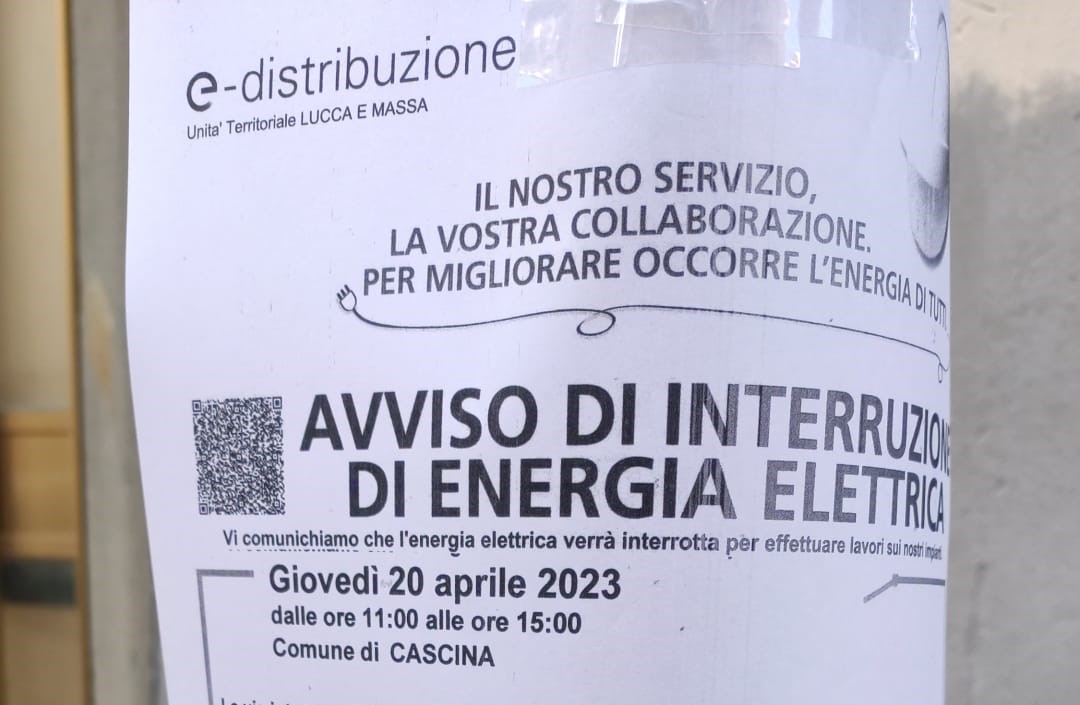 e-distribuzione
Unita' Territoriale LUCCA E MASSA
IL NOSTRO SERVIZIO,
LA VOSTRA COLLABORAZIONE.
PER MIGLIORARE OCCORRE L'ENERGIA DI TUTTI
AVVISO DI INTERRUZIONE
DI ENERGIA ELETTRICA
Vi comunichiamo che l'energia elettrica verrà interrotta per effettuare lavori sui nostri impianti
Giovedì 20 aprile 2023
dalle ore 11:00 alle ore 15:00
Comune di CASCINA